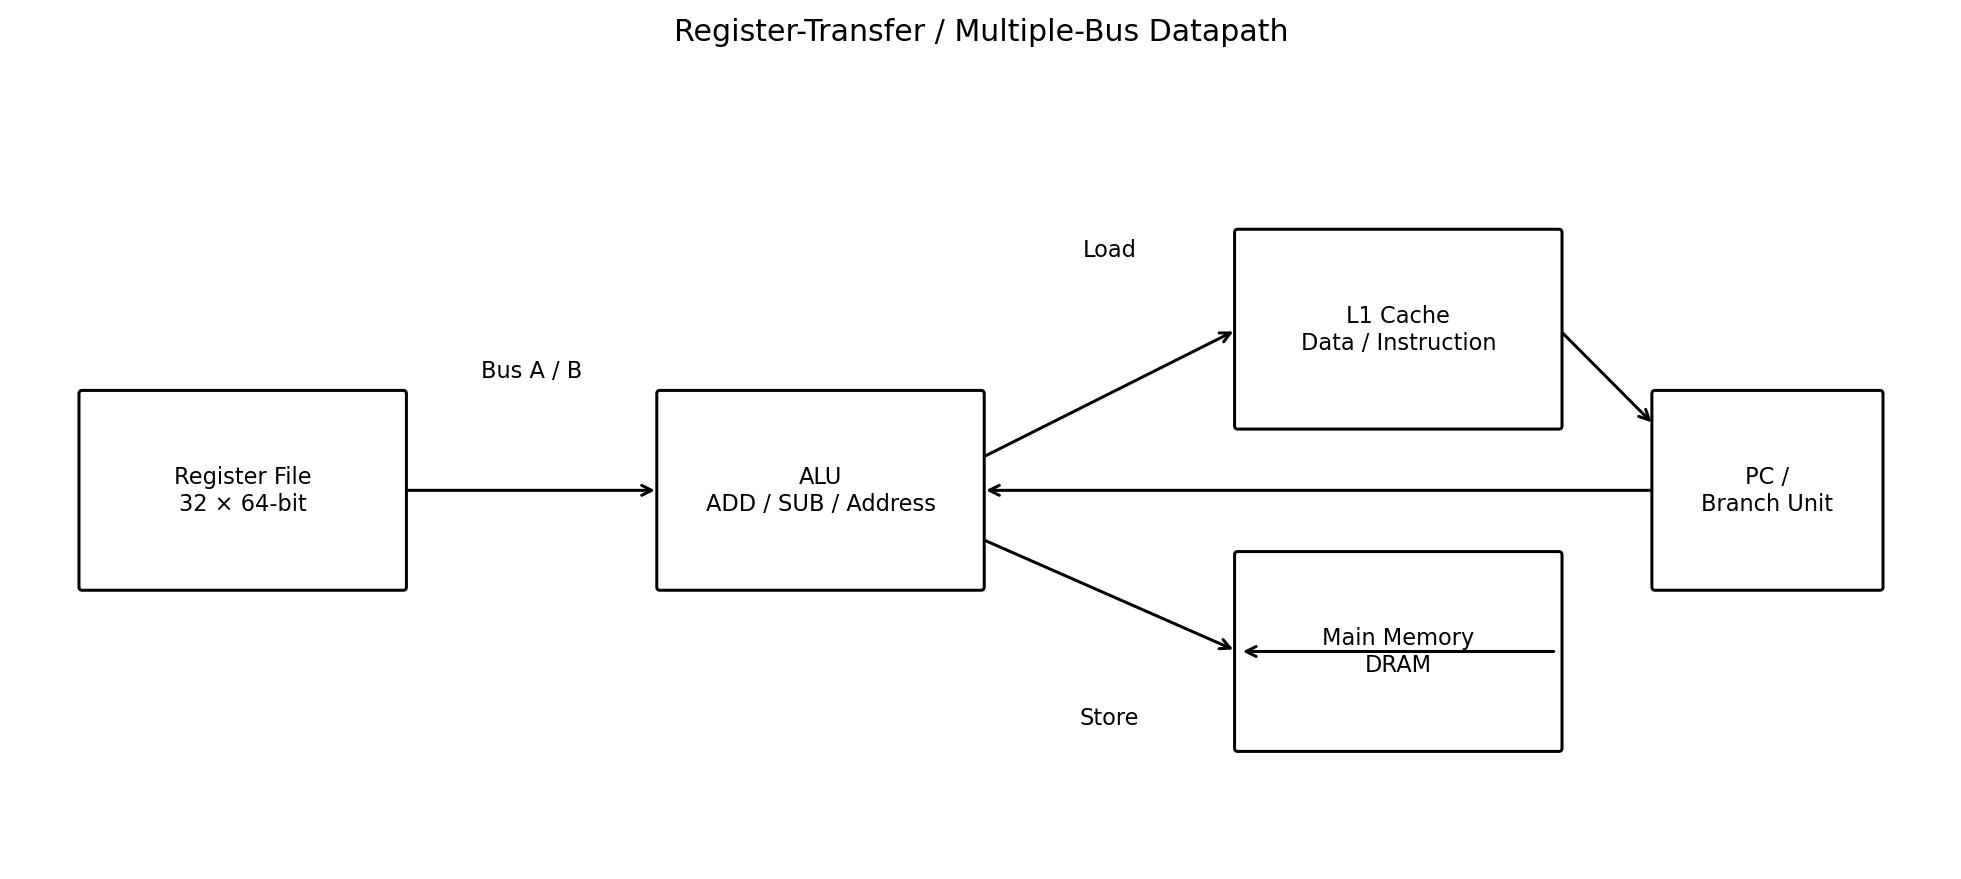 Register-Transfer / Multiple-Bus Datapath
Load
L1 Cache
Data / Instruction
Bus A / B
Register File
32 × 64-bit
ALU
ADD / SUB / Address
PC /
Branch Unit
Main Memory
DRAM
Store